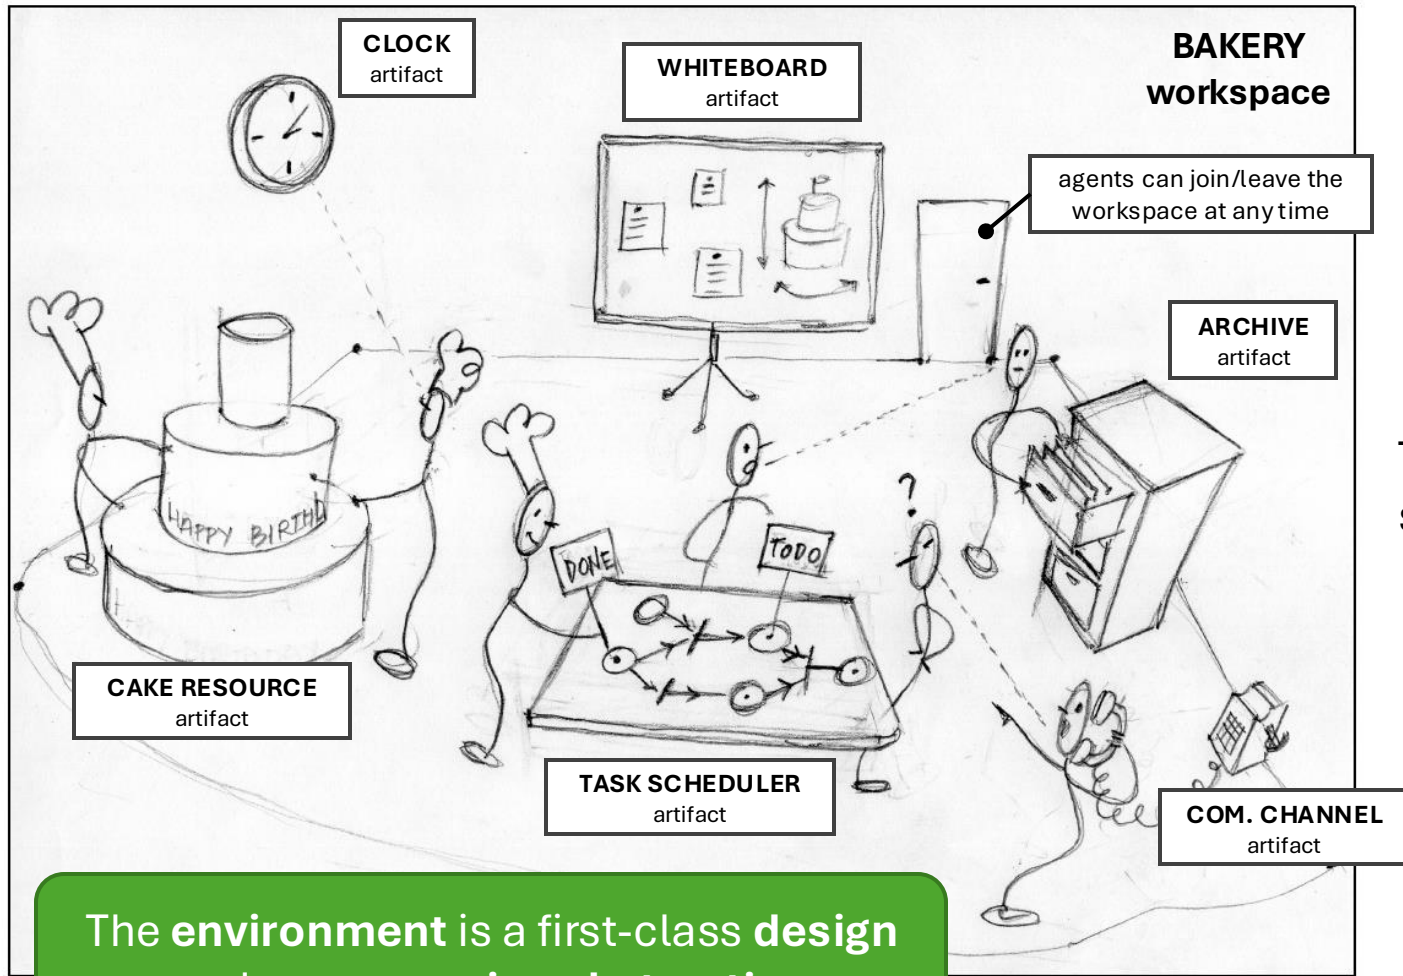 CLOCK
artifact
WHITEBOARD
artifact
BAKERY
workspace
agents can join/leave the
workspace at any time
ARCHIVE
artifact
HAPPY BIRTHD
DONE
TODO
?
CAKE RESOURCE
artifact
TASK SCHEDULER
artifact
COM. CHANNEL
artifact
The environment is a first-class design